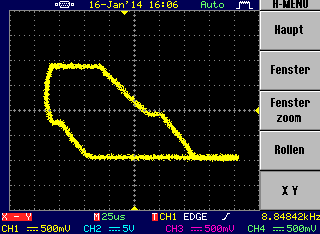 16-Jan'14 16:06 Auto H-MENU
Haupt
Fenster
Fenster
zoom
Rollen
X Y
X - Y M 25us T CH1 EDGE 8.84842kHz
CH1 500mV CH2 5V CH3 500mV CH4 500mV